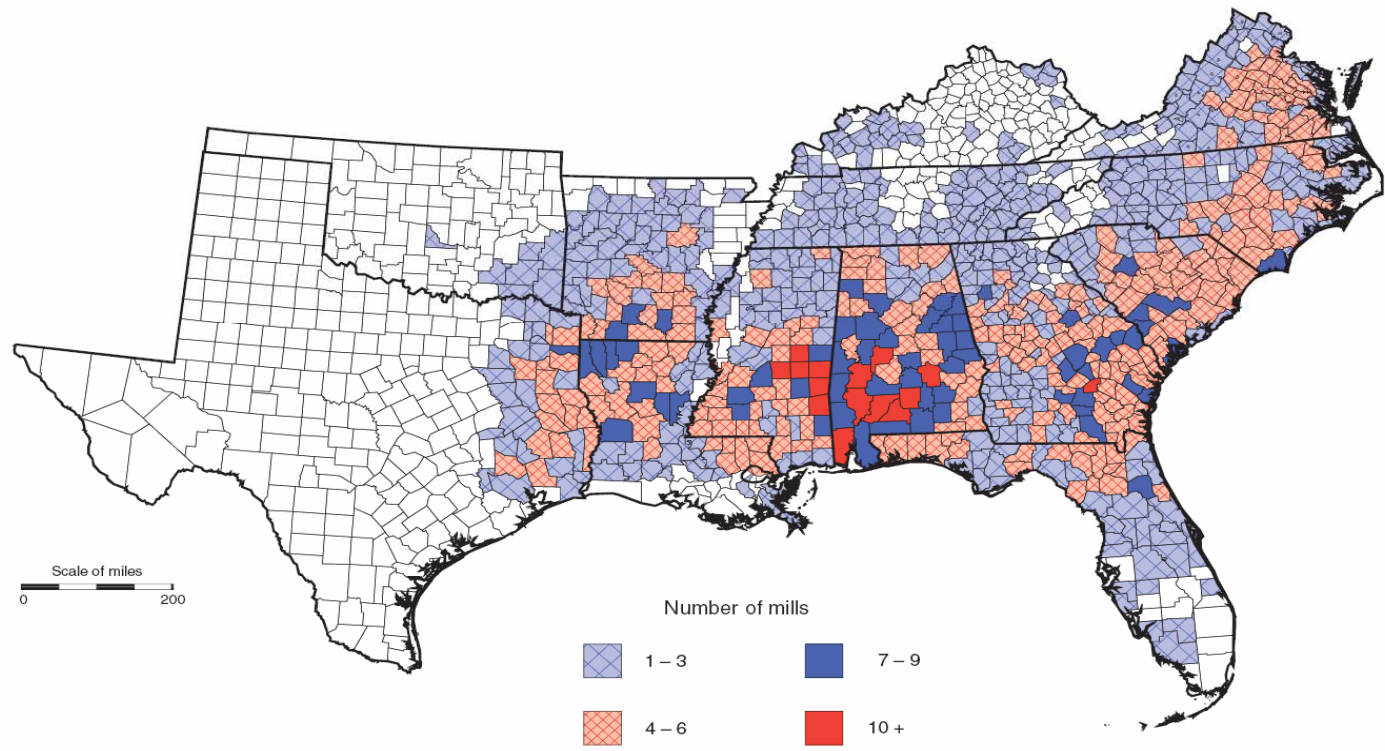 Scale of miles
0 200
Number of mills
1 – 3
7 – 9
4 – 6
10 +